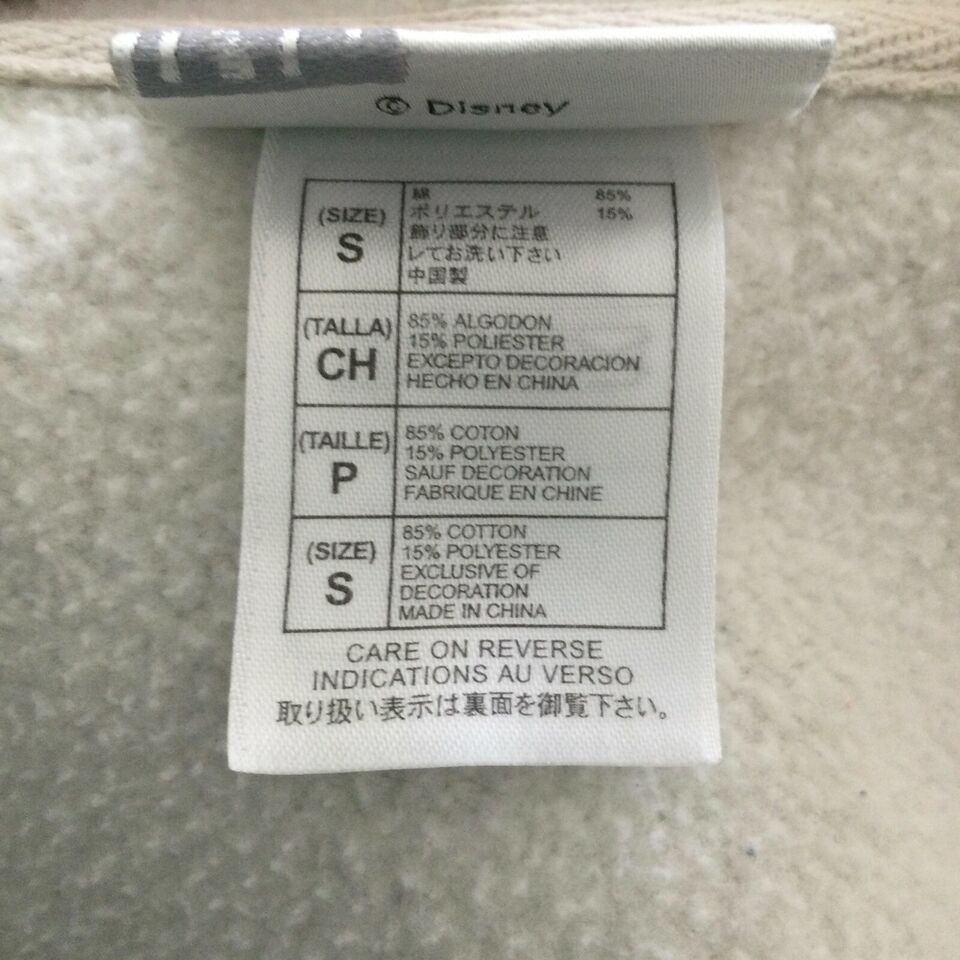 © Disney
(SIZE)
S
綿 85%
ポリエステル 15%
飾り部分に注意
レてお洗い下さい
中国製
(TALLA)
CH
85% ALGODON
15% POLIESTER
EXCEPTO DECORACION
HECHO EN CHINA
(TAILLE)
P
85% COTON
15% POLYESTER
SAUF DECORATION
FABRIQUE EN CHINE
(SIZE)
S
85% COTTON
15% POLYESTER
EXCLUSIVE OF
DECORATION
MADE IN CHINA
CARE ON REVERSE
INDICATIONS AU VERSO
取り扱い表示は裏面を御覧下さい。